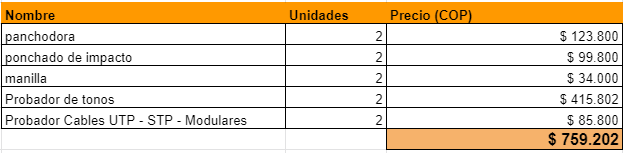 Nombre Unidades Precio (COP)
panchodora 2 $ 123.800
ponchado de impacto 2 $ 99.800
manilla 2 $ 34.000
Probador de tonos 2 $ 415.802
Probador Cables UTP - STP - Modulares 2 $ 85.800
$ 759.202